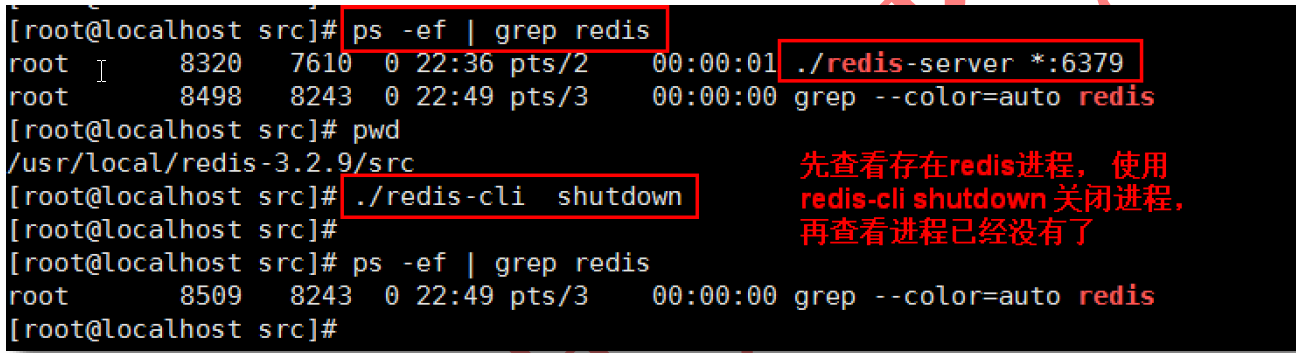 [root@localhost src]# ps -ef | grep redis
root       8320   7610  0 22:36 pts/2    00:00:01 ./redis-server *:6379
root       8498   8243  0 22:49 pts/3    00:00:00 grep --color=auto redis
[root@localhost src]# pwd
/usr/local/redis-3.2.9/src
[root@localhost src]# ./redis-cli  shutdown
[root@localhost src]#
[root@localhost src]# ps -ef | grep redis
root       8509   8243  0 22:49 pts/3    00:00:00 grep --color=auto redis
[root@localhost src]#
先查看存在redis进程， 使用
redis-cli shutdown 关闭进程，
再查看进程已经没有了